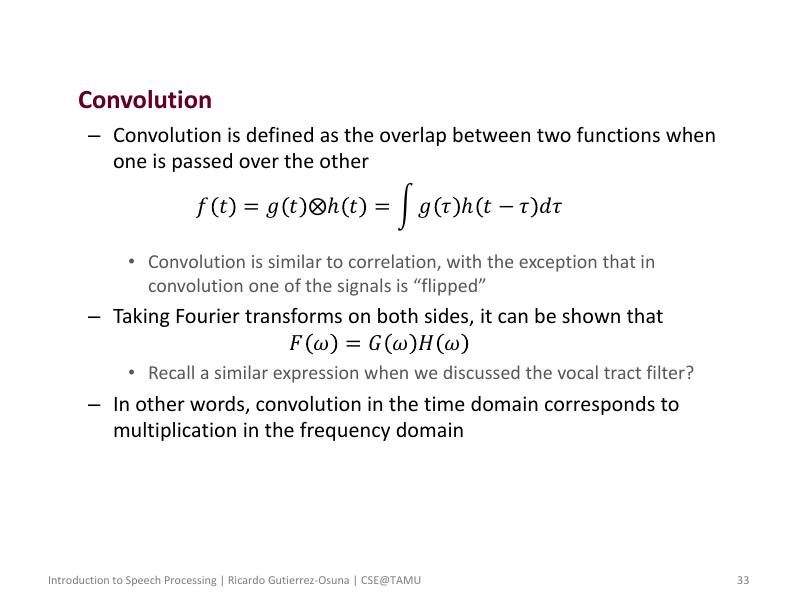 Convolution
– Convolution is defined as the overlap between two functions when
one is passed over the other
𝑓(𝑡) = 𝑔(𝑡)⊗ℎ(𝑡) = ∫ 𝑔(𝜏)ℎ(𝑡 − 𝜏)𝑑𝜏
• Convolution is similar to correlation, with the exception that in
convolution one of the signals is “flipped”
– Taking Fourier transforms on both sides, it can be shown that
𝐹(𝜔) = 𝐺(𝜔)𝐻(𝜔)
• Recall a similar expression when we discussed the vocal tract filter?
– In other words, convolution in the time domain corresponds to
multiplication in the frequency domain
Introduction to Speech Processing | Ricardo Gutierrez-Osuna | CSE@TAMU
33